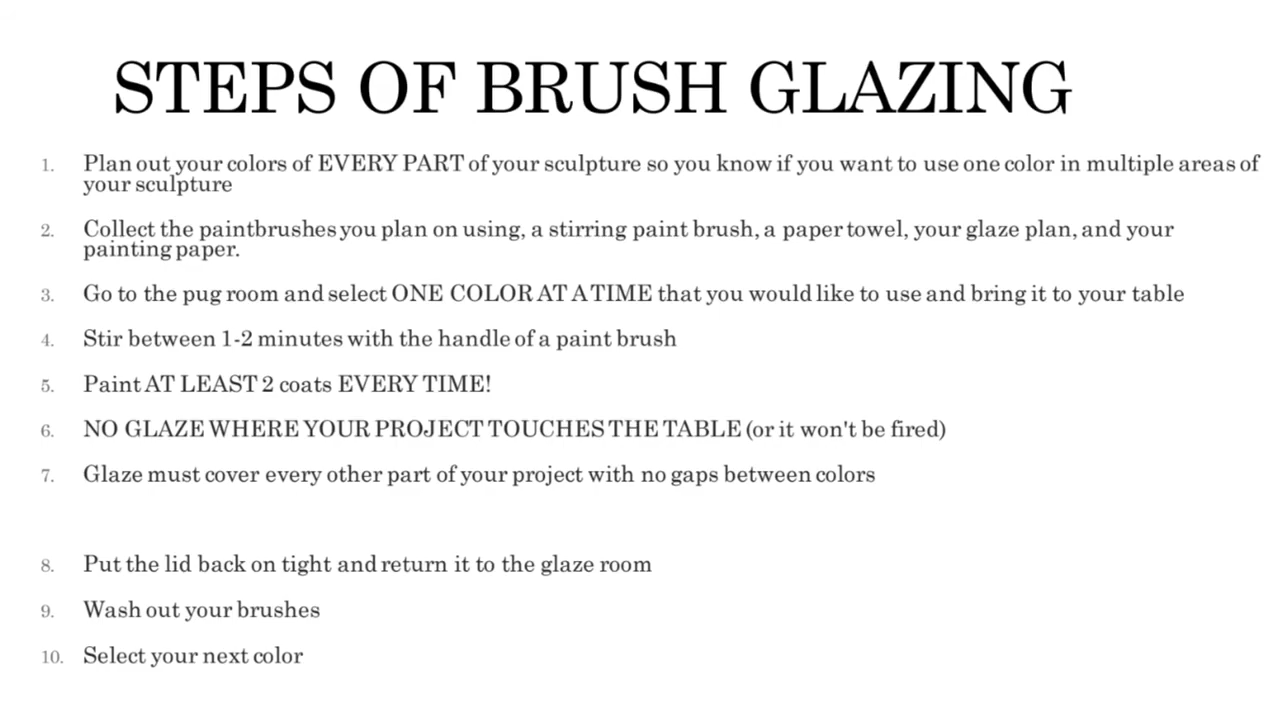 STEPS OF BRUSH GLAZING
1. Plan out your colors of EVERY PART of your sculpture so you know if you want to use one color in multiple areas of
your sculpture
2. Collect the paintbrushes you plan on using, a stirring paint brush, a paper towel, your glaze plan, and your
painting paper.
3. Go to the pug room and select ONE COLOR AT A TIME that you would like to use and bring it to your table
4. Stir between 1-2 minutes with the handle of a paint brush
5. Paint AT LEAST 2 coats EVERY TIME!
6. NO GLAZE WHERE YOUR PROJECT TOUCHES THE TABLE (or it won't be fired)
7. Glaze must cover every other part of your project with no gaps between colors
8. Put the lid back on tight and return it to the glaze room
9. Wash out your brushes
10. Select your next color